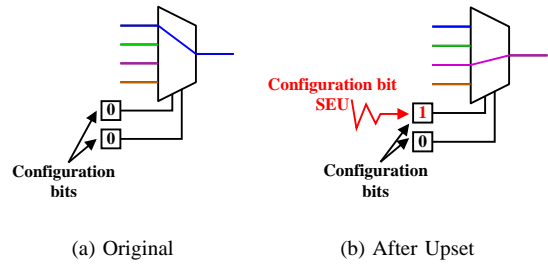 0
0
Configuration
bits
(a) Original
Configuration bit
SEU
1
0
Configuration
bits
(b) After Upset